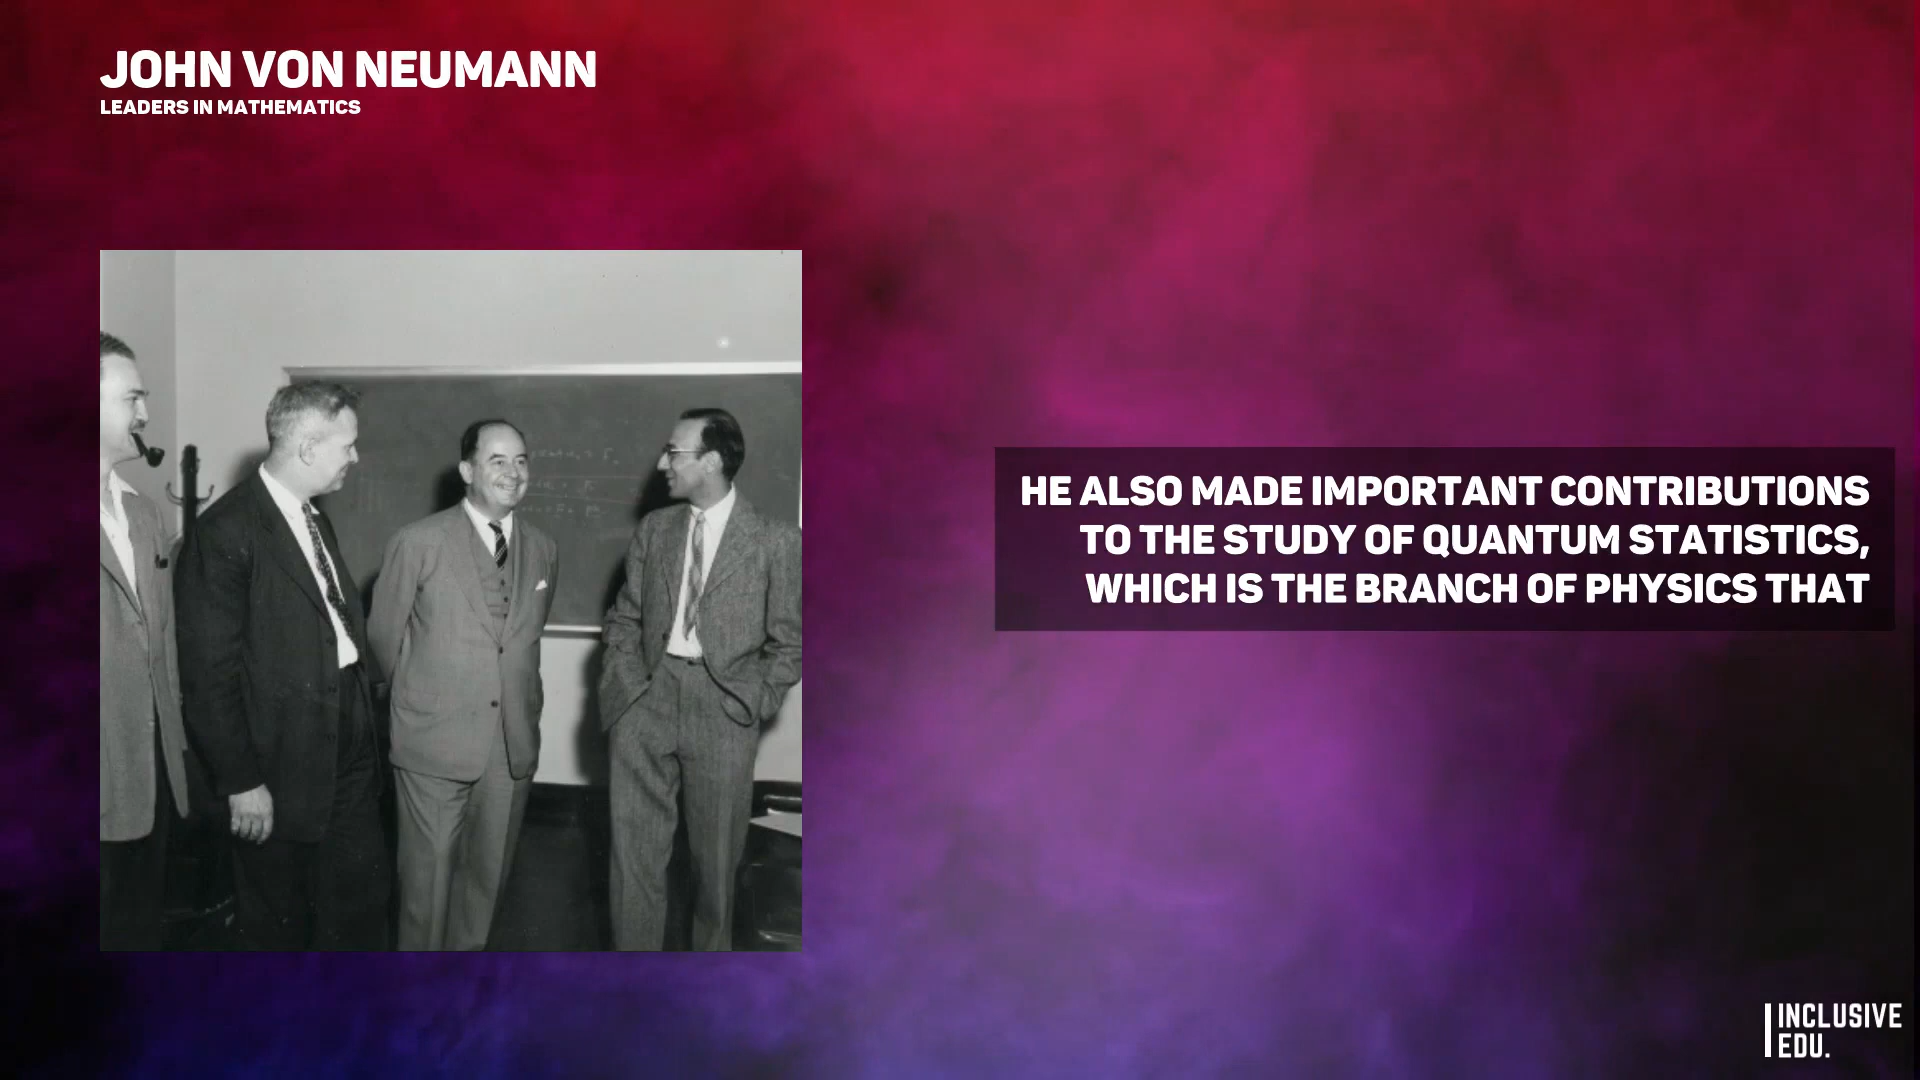 JOHN VON NEUMANN
LEADERS IN MATHEMATICS
HE ALSO MADE IMPORTANT CONTRIBUTIONS
TO THE STUDY OF QUANTUM STATISTICS,
WHICH IS THE BRANCH OF PHYSICS THAT
INCLUSIVE
EDU.